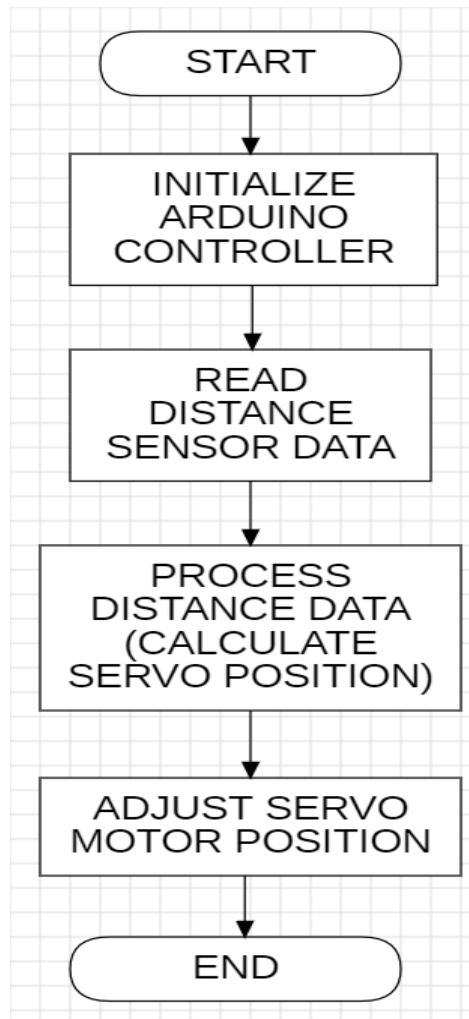 START
INITIALIZE
ARDUINO
CONTROLLER
READ
DISTANCE
SENSOR DATA
PROCESS
DISTANCE DATA
(CALCULATE
SERVO POSITION)
ADJUST SERVO
MOTOR POSITION
END